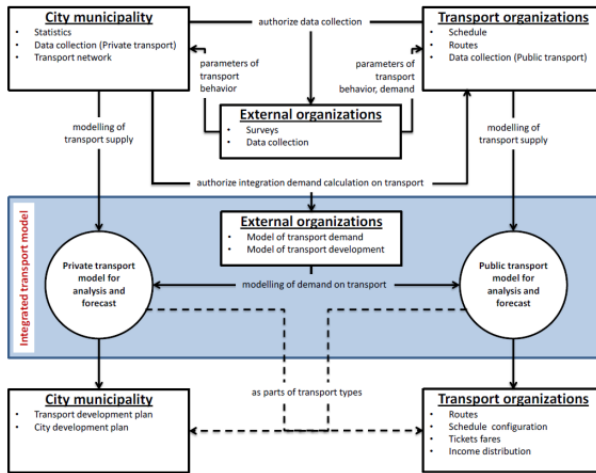 City municipality
• Statistics
• Data collection (Private transport)
• Transport network
authorize data collection
Transport organizations
• Schedule
• Routes
• Data collection (Public transport)
parameters of
transport
behavior
parameters of
transport
behavior, demand
External organizations
• Surveys
• Data collection
modelling of
transport supply
modelling of
transport supply
authorize integration demand calculation on transport
Integrated transport model
External organizations
• Model of transport demand
• Model of transport development
Private transport
model for
analysis and
forecast
modelling of demand on transport
Public transport
model for
analysis and
forecast
as parts of transport types
City municipality
• Transport development plan
• City development plan
Transport organizations
• Routes
• Schedule configuration
• Tickets fares
• Income distribution